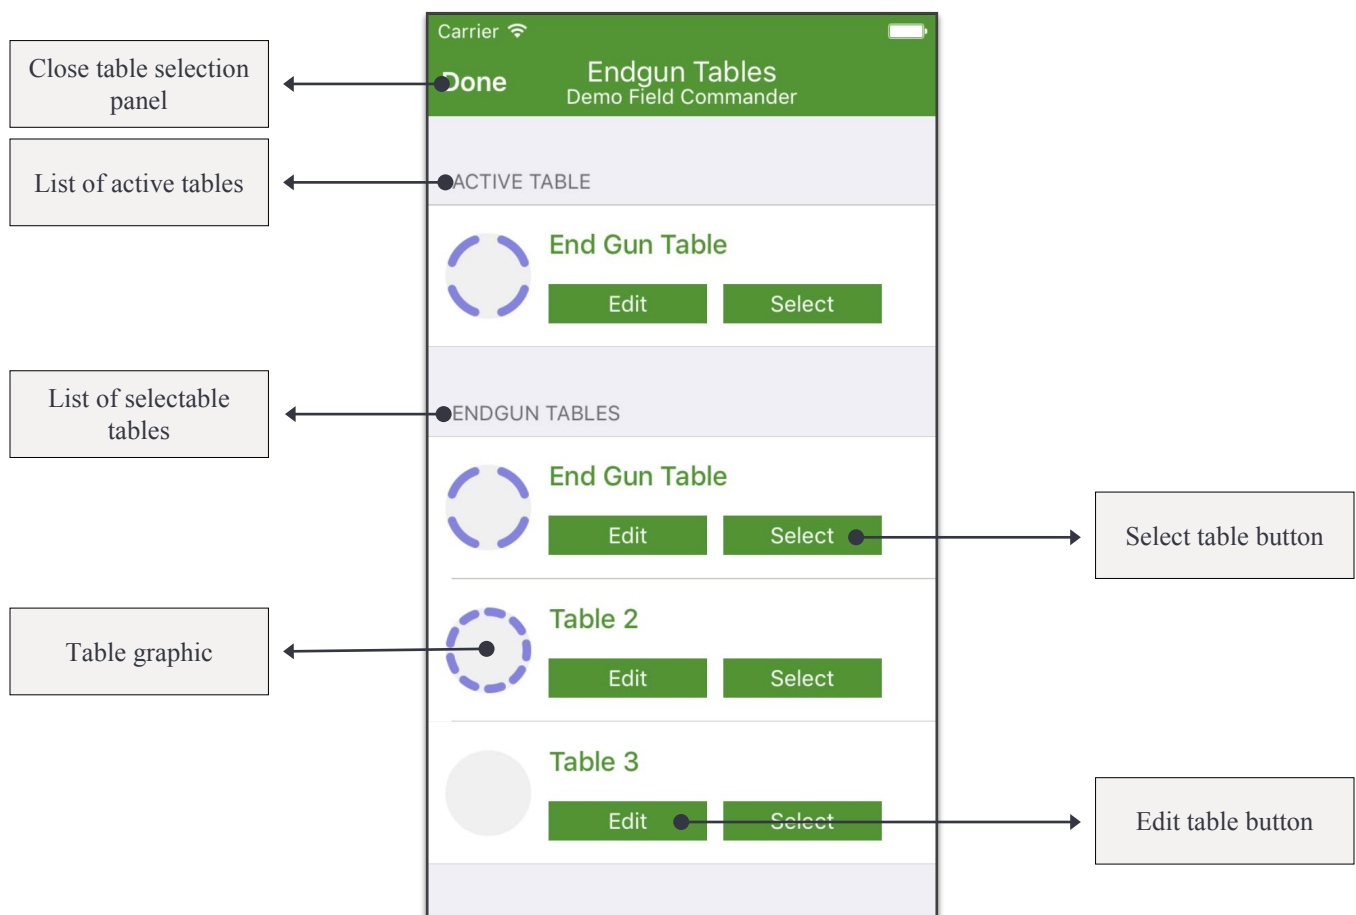 Carrier
Close table selection
panel
Done
Endgun Tables
Demo Field Commander
List of active tables
ACTIVE TABLE
End Gun Table
Edit
Select
List of selectable
tables
ENDGUN TABLES
End Gun Table
Edit
Select
Select table button
Table 2
Table graphic
Edit
Select
Table 3
Edit
Select
Edit table button